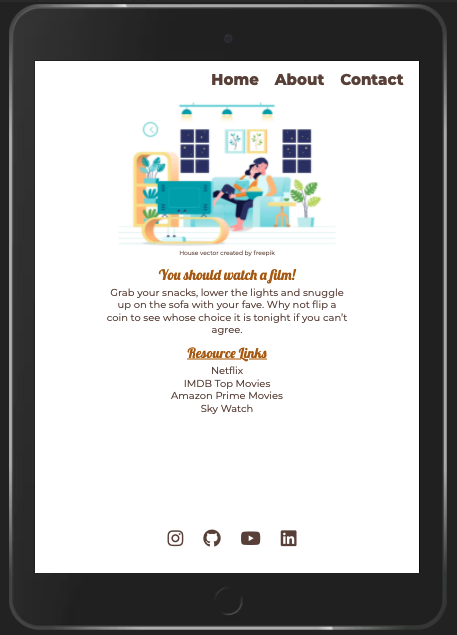 Home About Contact
House vector created by freepik
You should watch a film!
Grab your snacks, lower the lights and snuggle
up on the sofa with your fave. Why not flip a
coin to see whose choice it is tonight if you can't
agree.
Resource Links
Netflix
IMDB Top Movies
Amazon Prime Movies
Sky Watch